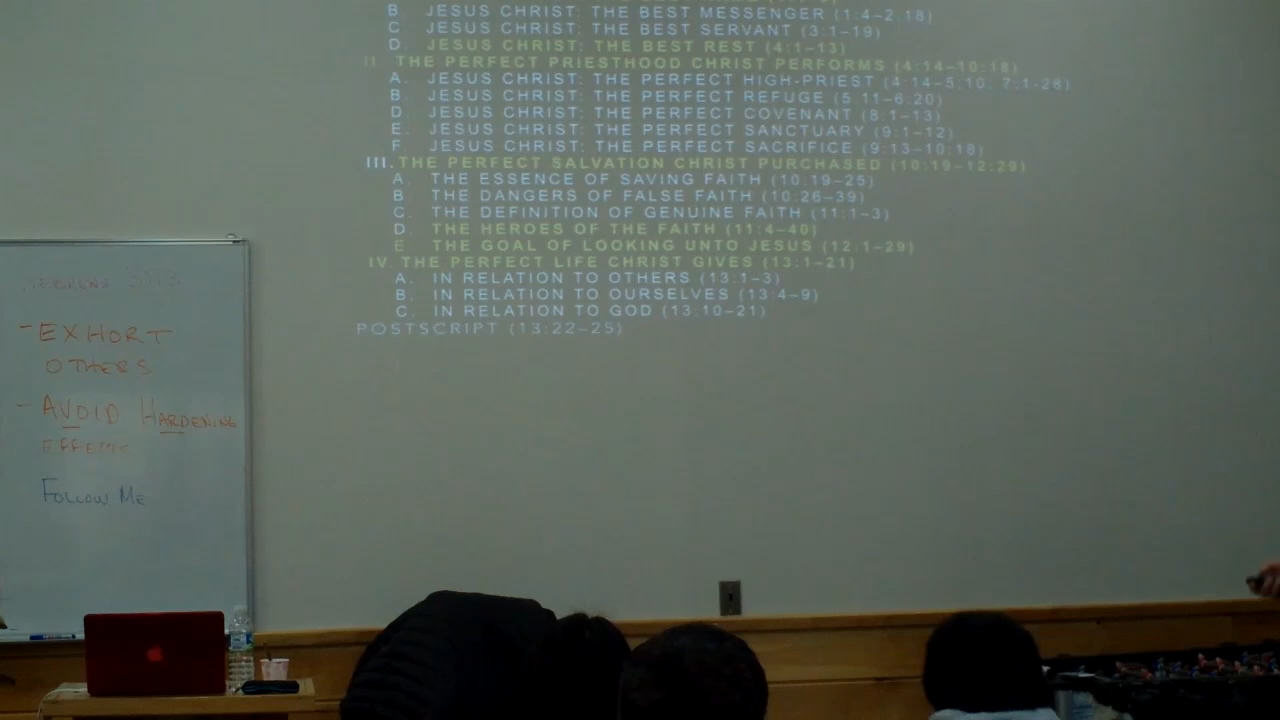 B. JESUS CHRIST: THE BEST MESSENGER (1:4–2:18)
C. JESUS CHRIST: THE BEST SERVANT (3:1–19)
D. JESUS CHRIST: THE BEST REST (4:1–13)
II. THE PERFECT PRIESTHOOD CHRIST PERFORMS (4:14–10:18)
A. JESUS CHRIST: THE PERFECT HIGH-PRIEST (4:14–5:10; 7:1-28)
B. JESUS CHRIST: THE PERFECT REFUGE (5:11–6:20)
D. JESUS CHRIST: THE PERFECT COVENANT (8:1–13)
E. JESUS CHRIST: THE PERFECT SANCTUARY (9:1–12)
F. JESUS CHRIST: THE PERFECT SACRIFICE (9:13–10:18)
III. THE PERFECT SALVATION CHRIST PURCHASED (10:19–12:29)
A. THE ESSENCE OF SAVING FAITH (10:19–25)
B. THE DANGERS OF FALSE FAITH (10:26–39)
C. THE DEFINITION OF GENUINE FAITH (11:1–3)
D. THE HEROES OF THE FAITH (11:4–40)
E. THE GOAL OF LOOKING UNTO JESUS (12:1–29)
IV. THE PERFECT LIFE CHRIST GIVES (13:1–21)
A. IN RELATION TO OTHERS (13:1–3)
B. IN RELATION TO OURSELVES (13:4–9)
C. IN RELATION TO GOD (13:10–21)
POSTSCRIPT (13:22–25)
HEBREWS 3:13
- EXHORT
OTHERS
- AVOID HARDENING
EFFECTS
FOLLOW ME